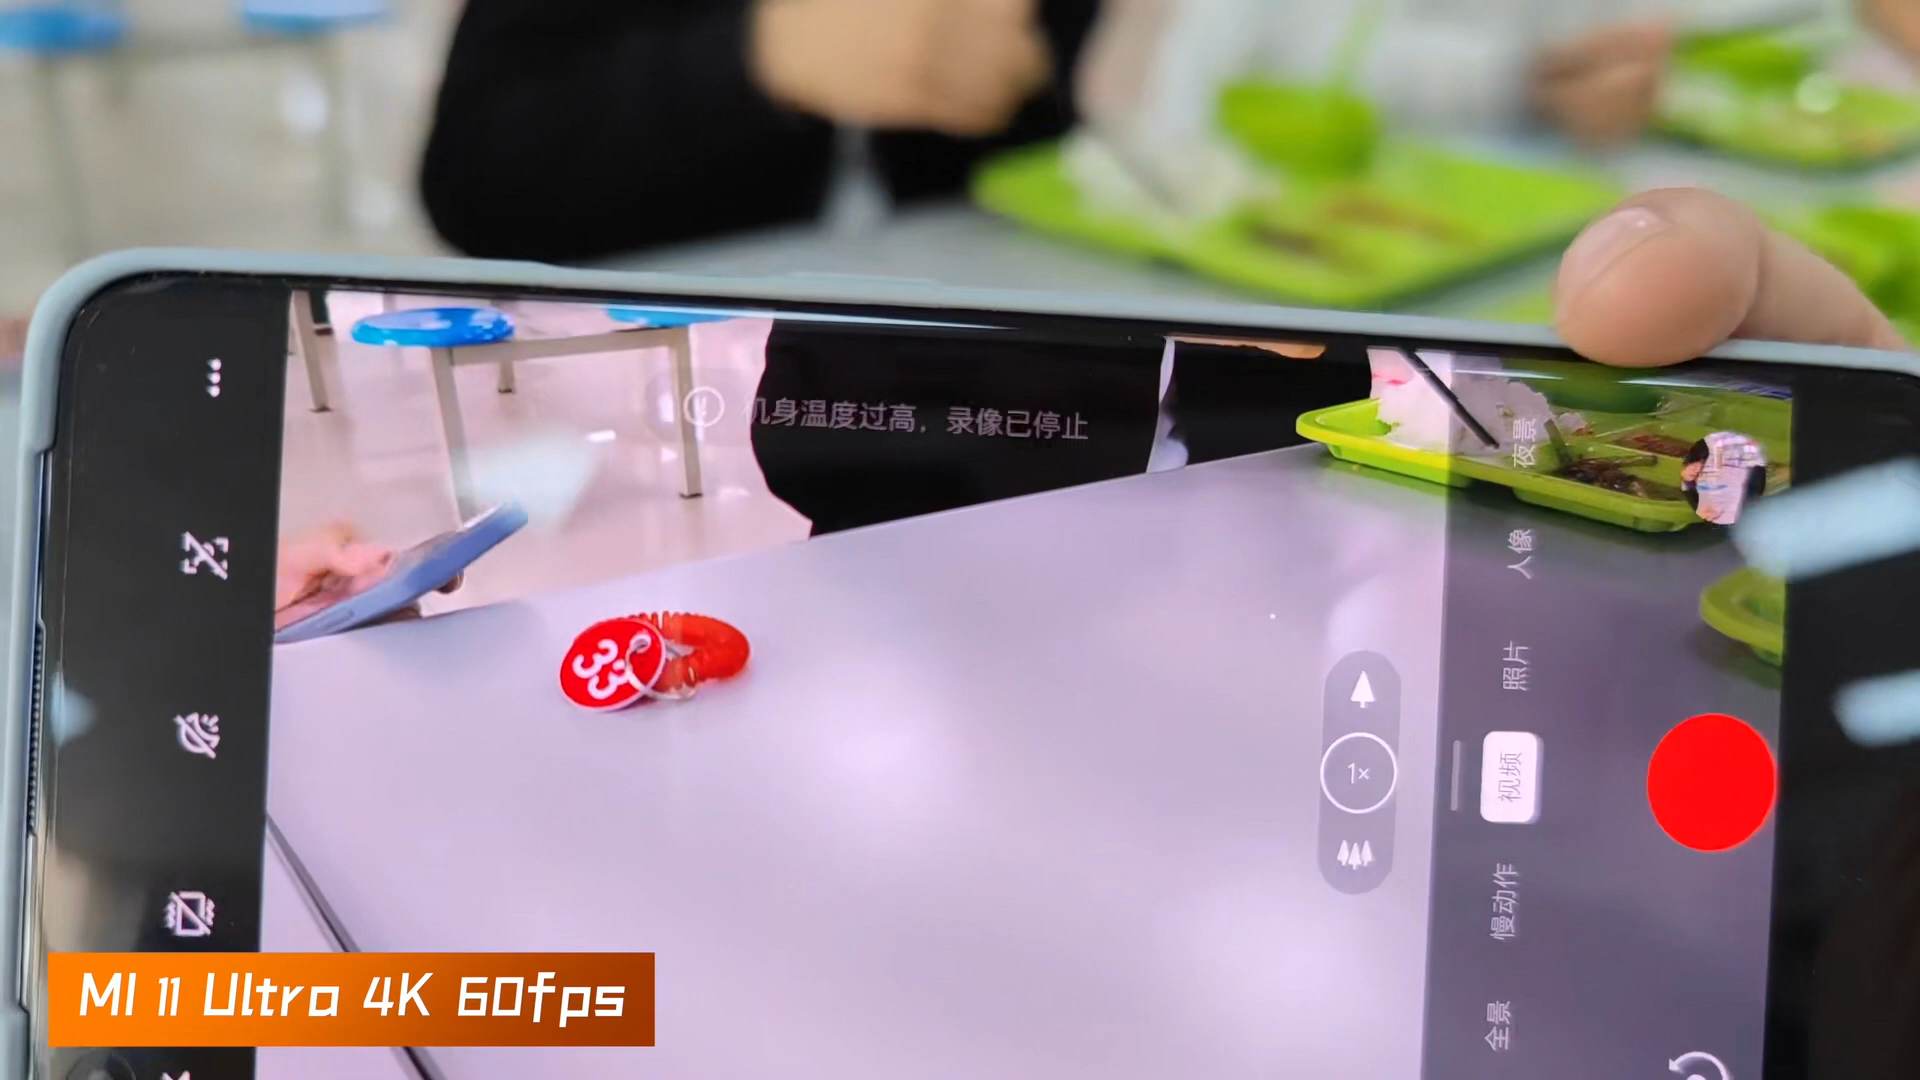 机身温度过高，录像已停止
夜景
人像
照片
视频
慢动作
全景
1×
33
MI 11 Ultra 4K 60fps